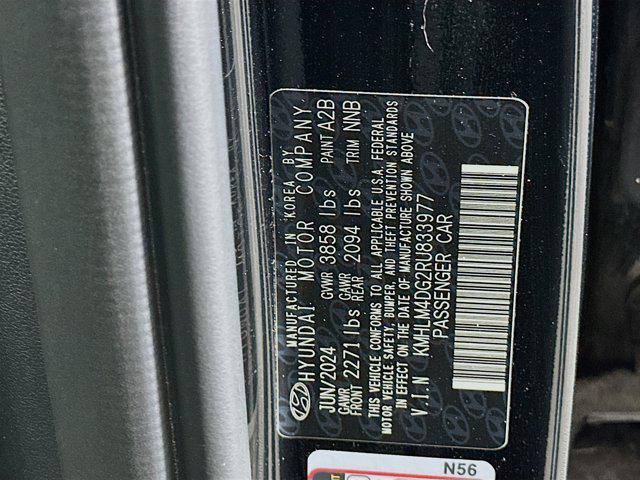 MANUFACTURED IN KOREA BY
HYUNDAI MOTOR COMPANY
JUN/2024 GVWR 3858 lbs PAINT A2B
GAWR FRONT 2271 lbs GAWR REAR 2094 lbs TRIM NNB
THIS VEHICLE CONFORMS TO ALL APPLICABLE U.S.A. FEDERAL
MOTOR VEHICLE SAFETY, BUMPER, AND THEFT PREVENTION STANDARDS
IN EFFECT ON THE DATE OF MANUFACTURE SHOWN ABOVE
V.I.N KMHLM4DG2RU883977
PASSENGER CAR
N56